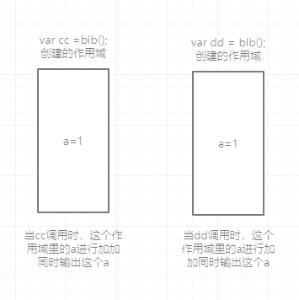 var cc =bib();
创建的作用域
a=1
当cc调用时，这个作
用域里的a进行加加
同时输出这个a
var dd = bib();
创建的作用域
a=1
当dd调用时，这个
作用域里的a进行加
加同时输出这个a